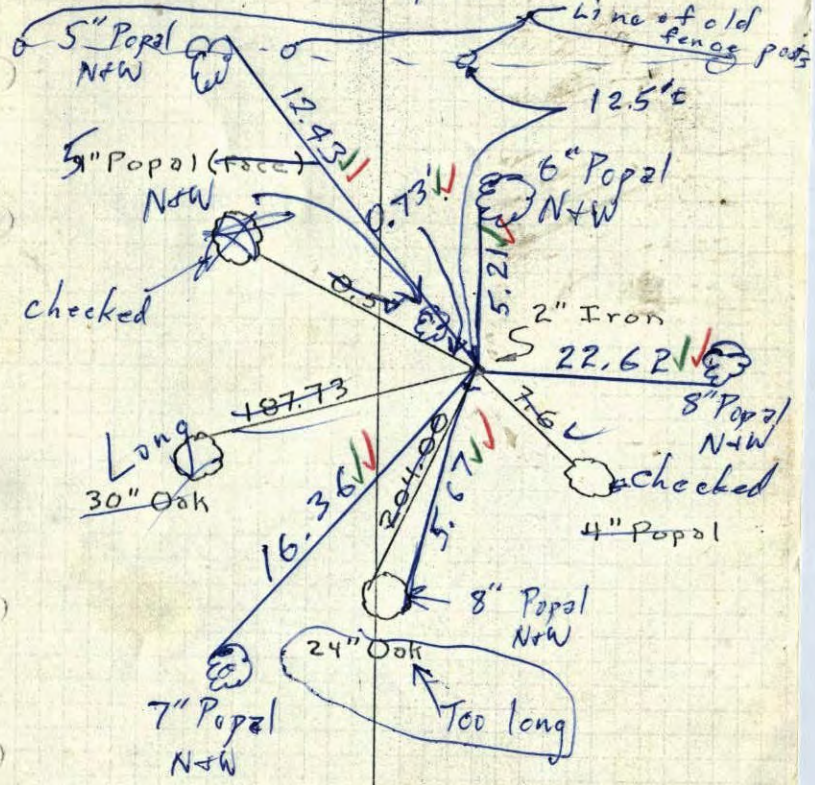 Line of old
fence posts
5" Popal
N+W
12.5'±
12.43
5" Popal (face)
N+W
0.73'
6" Popal
N+W
5.21
checked
0.5
2" Iron
22.62
8" Popal
N+W
187.73
7.6
Long
30" Oak
checked
4" Popal
16.36
204.00
5.67
8" Popal
N+W
24" Oak
7" Popal
N+W
Too long